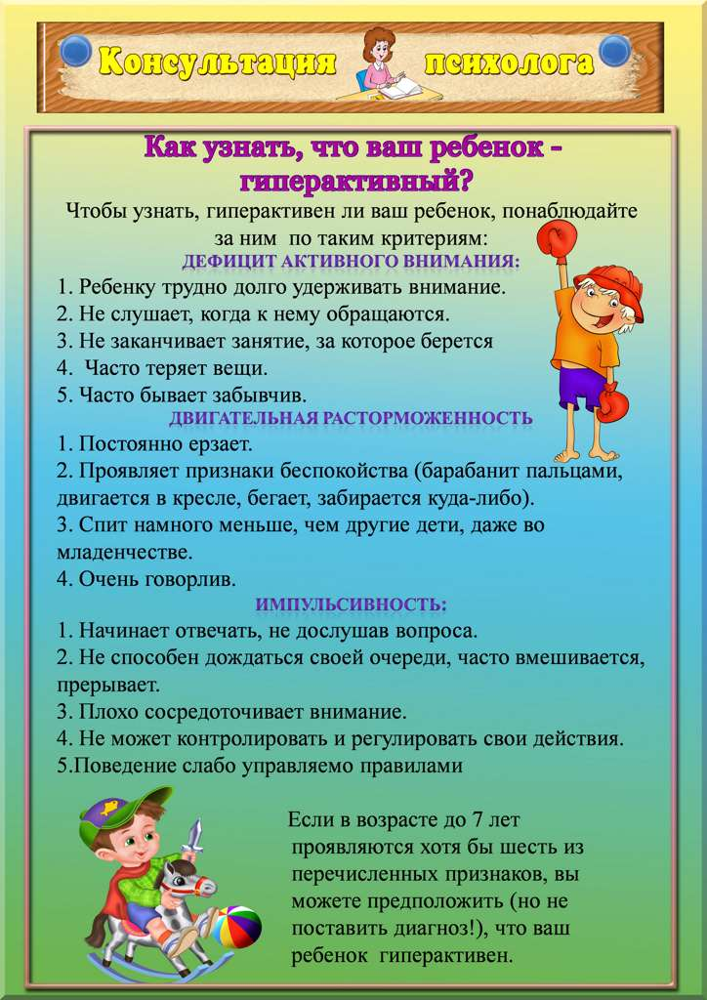 Консультация психолога
Как узнать, что ваш ребенок -
гиперактивный?
Чтобы узнать, гиперактивен ли ваш ребенок, понаблюдайте
за ним по таким критериям:
ДЕФИЦИТ АКТИВНОГО ВНИМАНИЯ:
1. Ребенку трудно долго удерживать внимание.
2. Не слушает, когда к нему обращаются.
3. Не заканчивает занятие, за которое берется
4. Часто теряет вещи.
5. Часто бывает забывчив.
ДВИГАТЕЛЬНАЯ РАСТОРМОЖЕННОСТЬ
1. Постоянно ерзает.
2. Проявляет признаки беспокойства (барабанит пальцами,
двигается в кресле, бегает, забирается куда-либо).
3. Спит намного меньше, чем другие дети, даже во
младенчестве.
4. Очень говорлив.
ИМПУЛЬСИВНОСТЬ:
1. Начинает отвечать, не дослушав вопроса.
2. Не способен дождаться своей очереди, часто вмешивается,
прерывает.
3. Плохо сосредоточивает внимание.
4. Не может контролировать и регулировать свои действия.
5.Поведение слабо управляемо правилами
Если в возрасте до 7 лет
проявляются хотя бы шесть из
перечисленных признаков, вы
можете предположить (но не
поставить диагноз!), что ваш
ребенок гиперактивен.